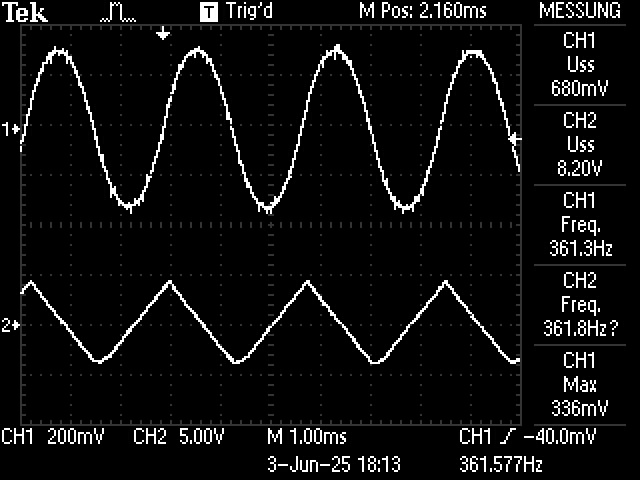 Tek T Trig'd M Pos: 2.160ms MESSUNG
CH1
Uss
680mV
CH2
Uss
8.20V
CH1
Freq.
361.3Hz
CH2
Freq.
361.8Hz?
CH1
Max
336mV
1
2
CH1 200mV CH2 5.00V M 1.00ms CH1 -40.0mV
3-Jun-25 18:13 361.577Hz